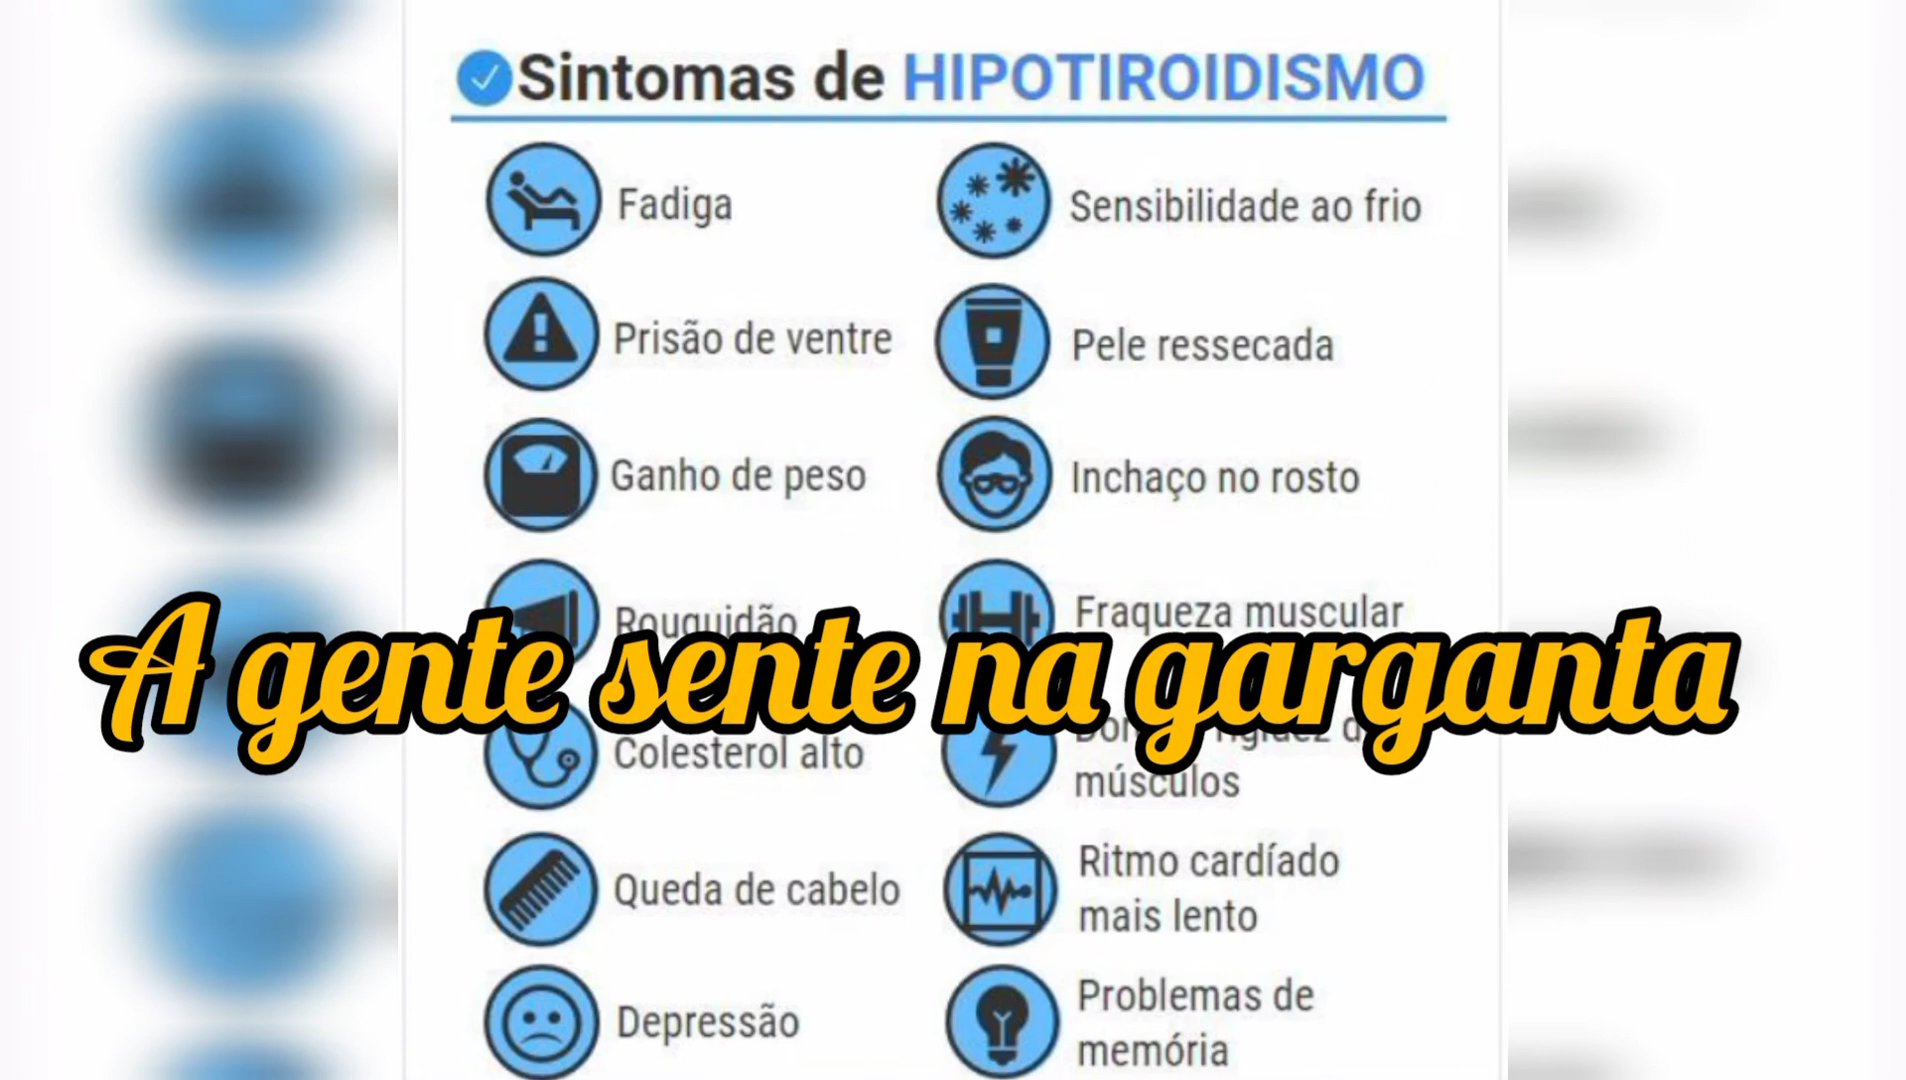 Sintomas de HIPOTIROIDISMO
Fadiga
Sensibilidade ao frio
Prisão de ventre
Pele ressecada
Ganho de peso
Inchaço no rosto
Rouquidão
Fraqueza muscular
A gente sente na garganta
Colesterol alto
músculos
Queda de cabelo
Ritmo cardíado
mais lento
Depressão
Problemas de
memória